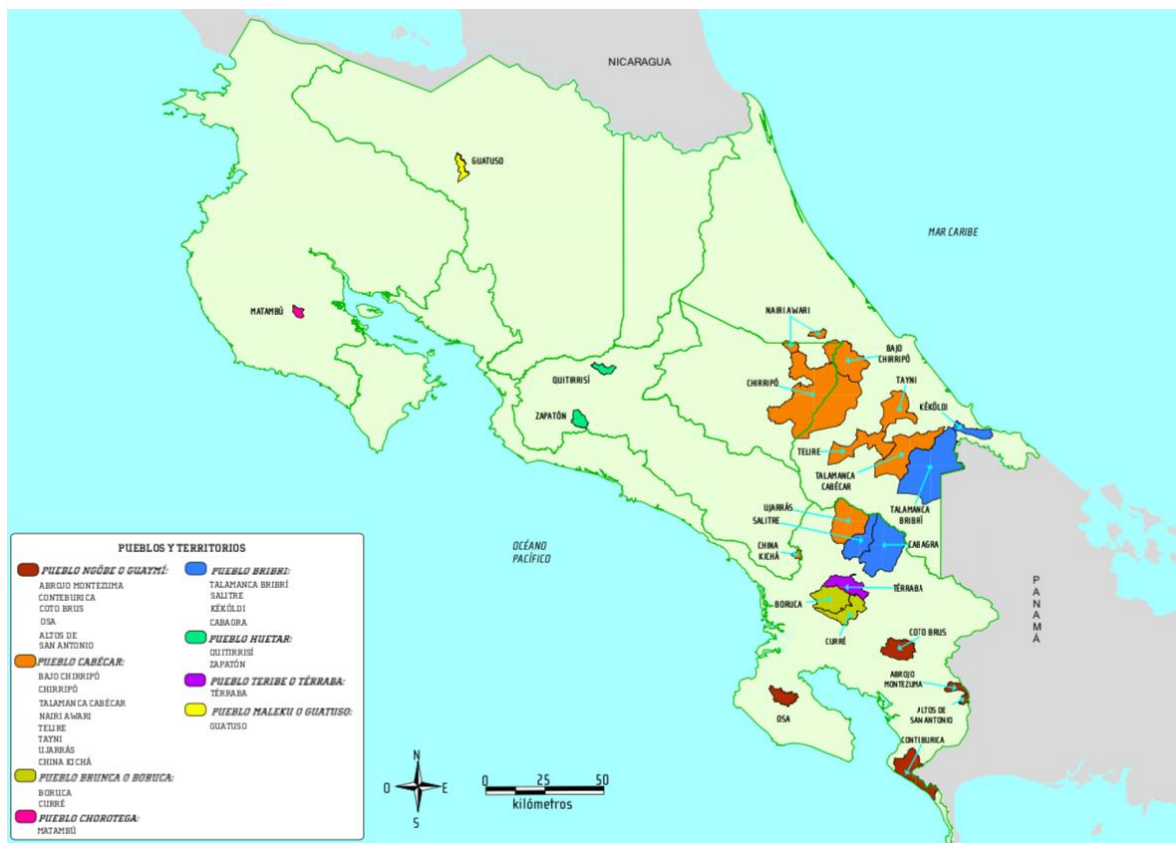 NICARAGUA
GUATUSO
MAR CARIBE
MATAMBÚ
NAIRI AWARI
BAJO
CHIRRIPÓ
QUITIRRISÍ
CHIRRIPÓ
TAYNI
KÉKÖLDI
ZAPATÓN
TELIRE
TALAMANCA
CABÉCAR
TALAMANCA
BRIBRÍ
UJARRÁS
SALITRE
CHINA
KICHÁ
CABAGRA
OCÉANO
PACÍFICO
TÉRRABA
BORUCA
CURRÉ
PANAMÁ
COTO BRUS
ABROJO
MONTEZUMA
OSA
ALTOS DE
SAN ANTONIO
CONTIBURICA
PUEBLOS Y TERRITORIOS
PUEBLO NGÖBE O GUAYMÍ:
ABROJO MONTEZUMA
CONTEBURICA
COTO BRUS
OSA
ALTOS DE
SAN ANTONIO
PUEBLO CABÉCAR:
BAJO CHIRRIPÓ
CHIRRIPÓ
TALAMANCA CABÉCAR
NAIRI AWARI
TELIRE
TAYNI
UJARRÁS
CHINA KICHÁ
PUEBLO BRUNCA O BORUCA:
BORUCA
CURRÉ
PUEBLO CHOROTEGA:
MATAMBÚ
PUEBLO BRIBRI:
TALAMANCA BRIBRÍ
SALITRE
KÉKÖLDI
CABAGRA
PUEBLO HUETAR:
QUITIRRISÍ
ZAPATÓN
PUEBLO TERIBE O TÉRRABA:
TÉRRABA
PUEBLO MALEKU O GUATUSO:
GUATUSO
N
O E
S
0 25 50
kilómetros